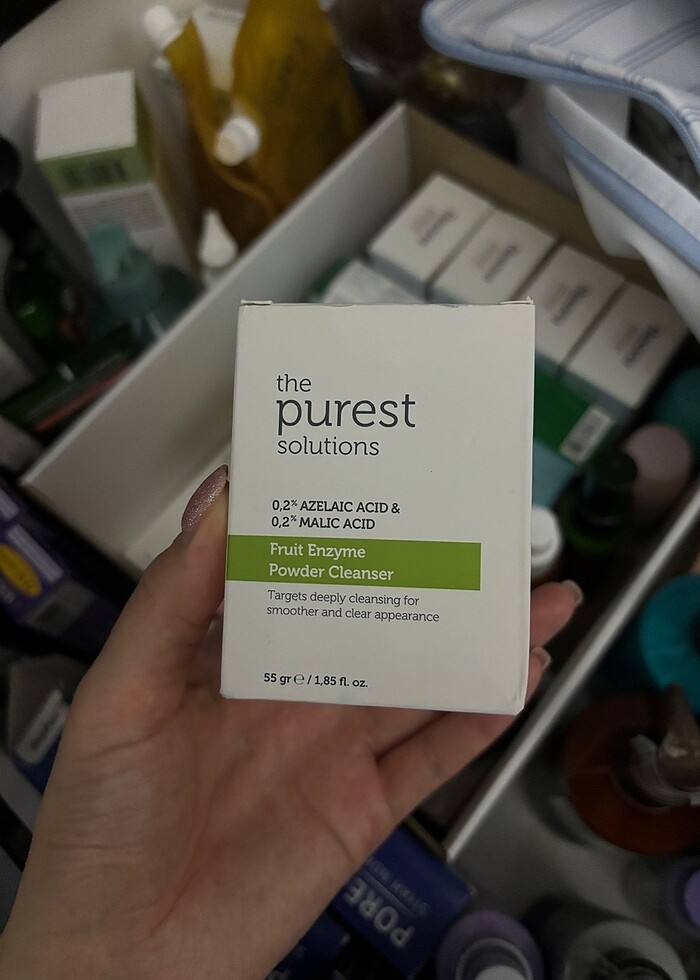 the
purest
solutions
0,2% AZELAIC ACID &
0,2% MALIC ACID
Fruit Enzyme
Powder Cleanser
Targets deeply cleansing for
smoother and clear appearance
55 gr ℮ / 1,85 fl. oz.
PORE